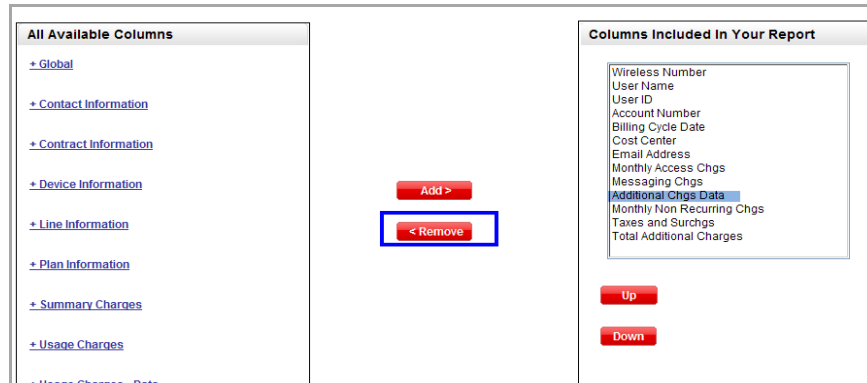 All Available Columns
+ Global
+ Contact Information
+ Contract Information
+ Device Information
+ Line Information
+ Plan Information
+ Summary Charges
+ Usage Charges
+ Usage Charges - Data
Add >
< Remove
Columns Included In Your Report
Wireless Number
User Name
User ID
Account Number
Billing Cycle Date
Cost Center
Email Address
Monthly Access Chgs
Messaging Chgs
Additional Chgs Data
Monthly Non Recurring Chgs
Taxes and Surchgs
Total Additional Charges
Up
Down